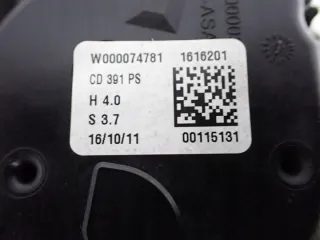 W000074781 1616201
CD 391 PS
H 4.0
S 3.7
16/10/11 00115131